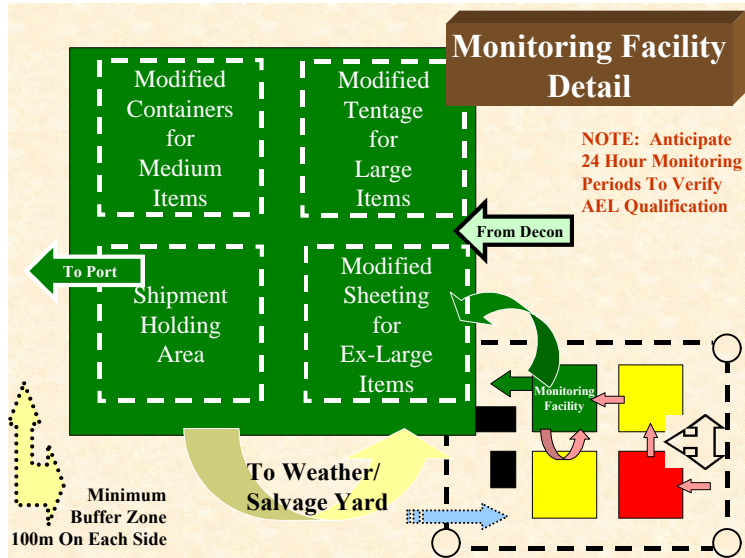 Monitoring Facility
Detail
Modified
Containers
for
Medium
Items
Modified
Tentage
for
Large
Items
NOTE:  Anticipate
24 Hour Monitoring
Periods To Verify
AEL Qualification
From Decon
To Port
Shipment
Holding
Area
Modified
Sheeting
for
Ex-Large
Items
Monitoring
Facility
To Weather/
Salvage Yard
Minimum
Buffer Zone
100m On Each Side